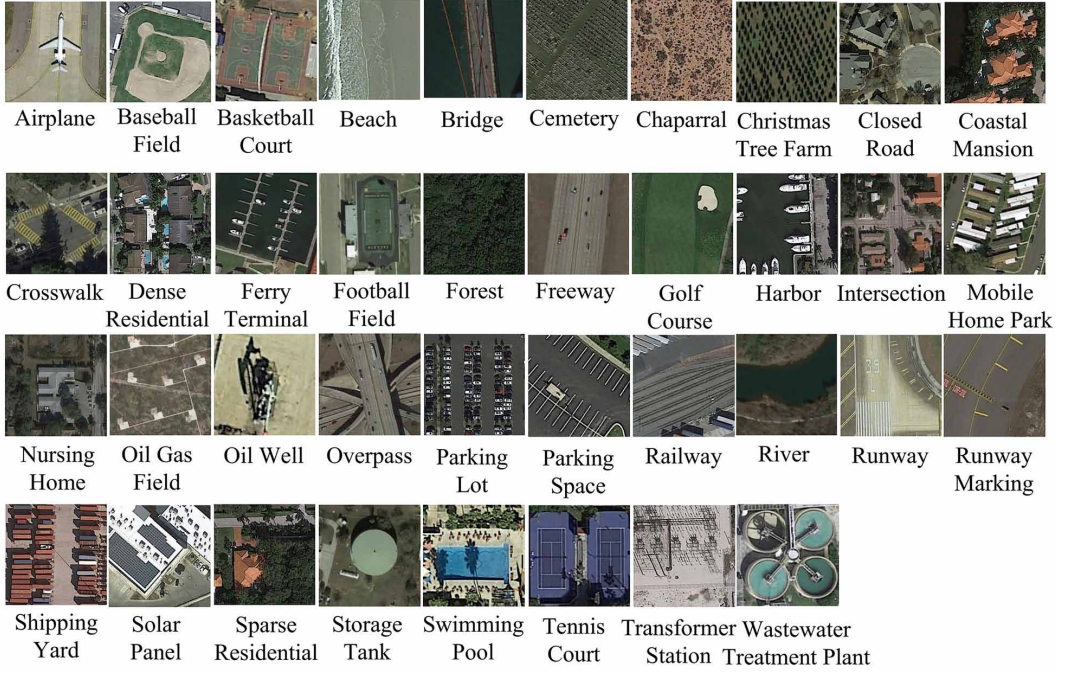 Airplane Baseball Basketball Beach Bridge Cemetery Chaparral Christmas Closed Coastal
Field Court Tree Farm Road Mansion
Crosswalk Dense Ferry Football Forest Freeway Golf Harbor Intersection Mobile
Residential Terminal Field Course Home Park
Nursing Oil Gas Oil Well Overpass Parking Parking Railway River Runway Runway
Home Field Lot Space Marking
Shipping Solar Sparse Storage Swimming Tennis Transformer Wastewater
Yard Panel Residential Tank Pool Court Station Treatment Plant